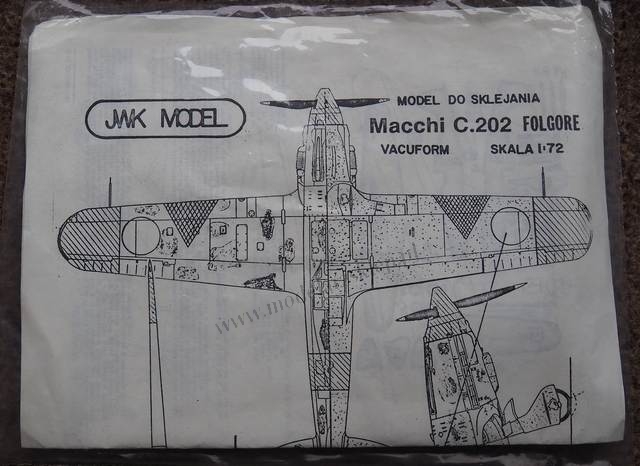 JWK MODEL
MODEL DO SKLEJANIA
Macchi C.202 FOLGORE
VACUFORM SKALA 1:72